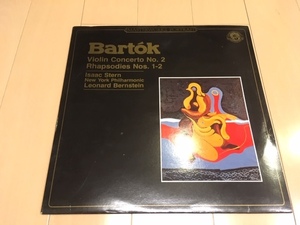 Bartók
Violin Concerto No. 2
Rhapsodies Nos. 1-2
Isaac Stern
New York Philharmonic
Leonard Bernstein